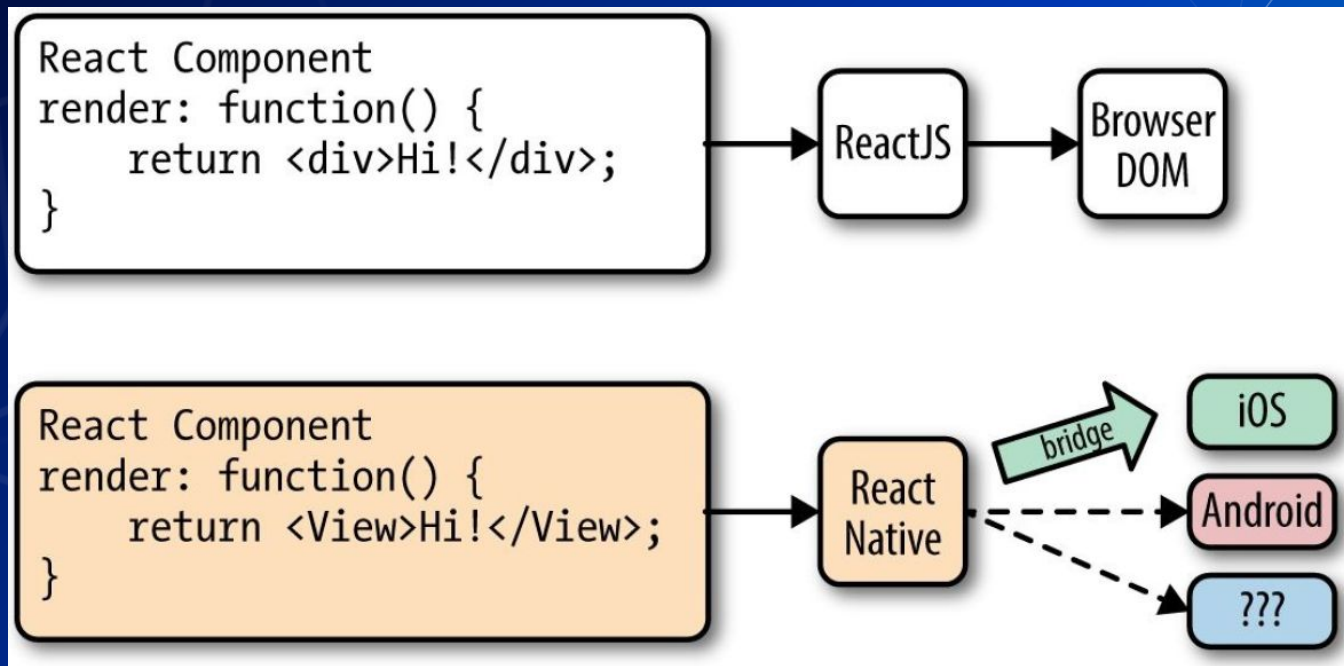 React Component
render: function() {
    return <div>Hi!</div>;
}
ReactJS
Browser
DOM
React Component
render: function() {
    return <View>Hi!</View>;
}
React
Native
bridge
iOS
Android
???